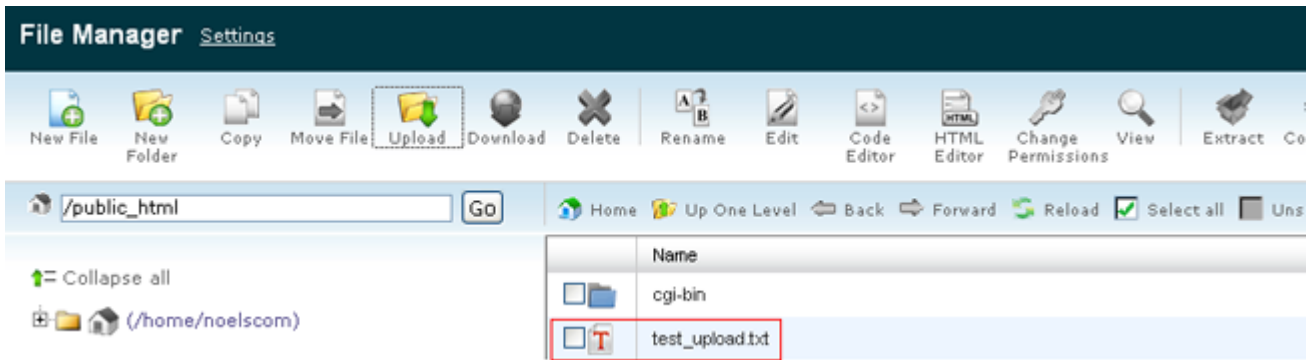 File Manager Settings
New File
New Folder
Copy
Move File
Upload
Download
Delete
Rename
Edit
Code Editor
HTML Editor
Change Permissions
View
Extract
Co
/public_html
Go
Home
Up One Level
Back
Forward
Reload
Select all
Uns
Collapse all
(/home/noelscom)
Name
cgi-bin
test_upload.txt